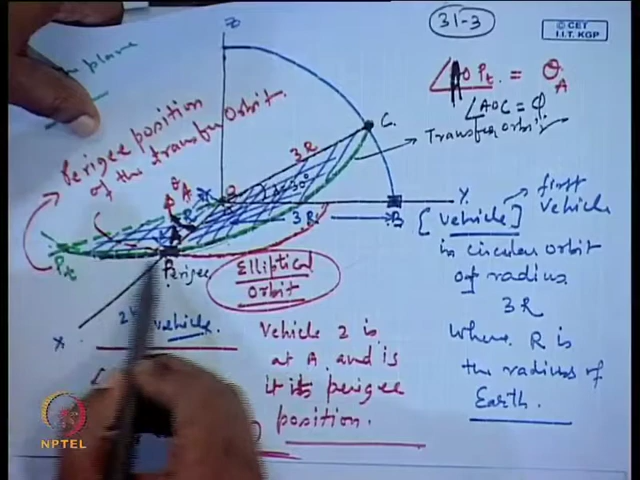 31-3
© CET
I.I.T. KGP
plane
Z
∠AOPt = θA
∠AOC = φ
Perigee position
of the transfer orbit.
C.
Transfer orbit
3R
θA
O
i=30°
3R
Y
B
[vehicle]
first
vehicle
in circular orbit
of radius
3R
where R is
the radius of
Earth.
Pt
A
Perigee
Elliptical
orbit
X
vehicle.
Vehicle 2 is
at A and is
it its perigee
position.
NPTEL